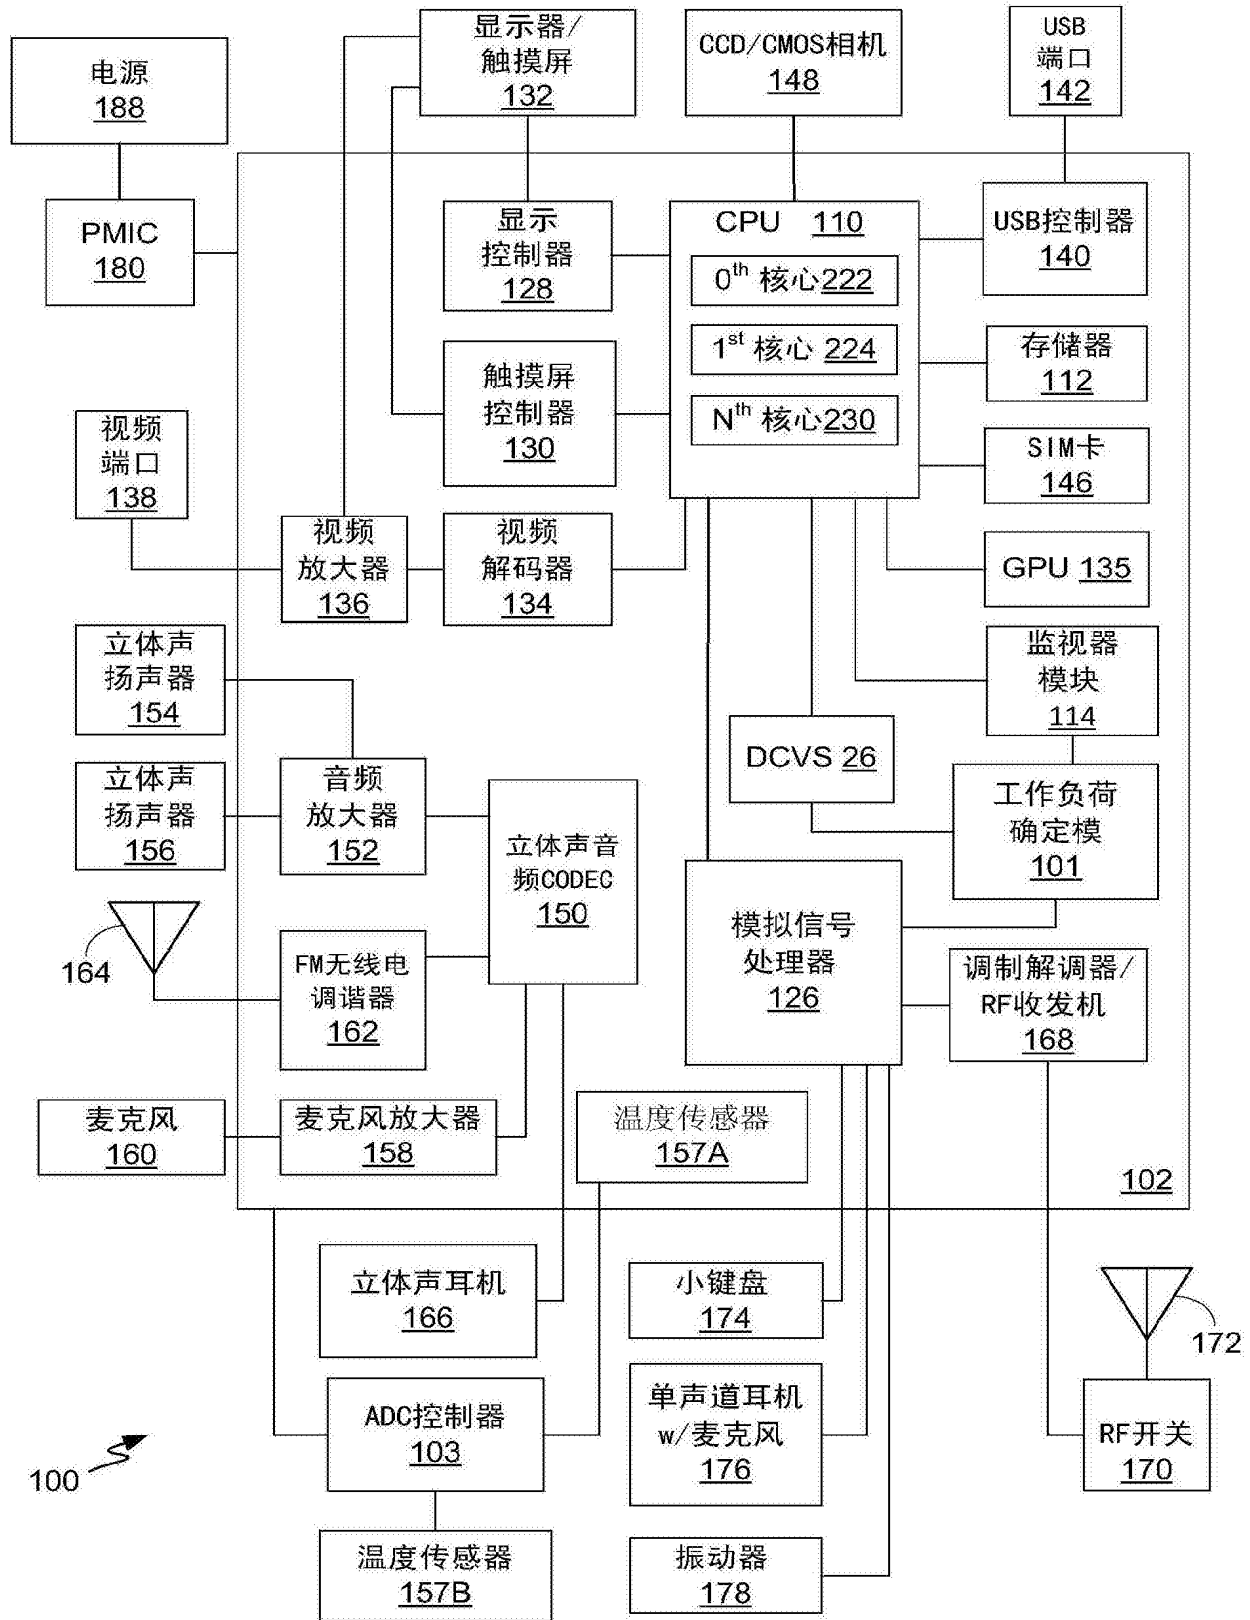 电源
188
显示器/
触摸屏
132
CCD/CMOS相机
148
USB
端口
142
PMIC
180
显示
控制器
128
CPU 110
0th 核心222
1st 核心 224
Nth 核心230
USB控制器
140
存储器
112
触摸屏
控制器
130
视频
端口
138
SIM卡
146
视频
放大器
136
视频
解码器
134
GPU 135
立体声
扬声器
154
监视器
模块
114
DCVS 26
立体声
扬声器
156
音频
放大器
152
立体声音
频CODEC
150
工作负荷
确定模
101
模拟信号
处理器
126
164
FM无线电
调谐器
162
调制解调器/
RF收发机
168
麦克风
160
麦克风放大器
158
温度传感器
157A
102
立体声耳机
166
小键盘
174
172
ADC控制器
103
单声道耳机
w/麦克风
176
RF开关
170
100
温度传感器
157B
振动器
178